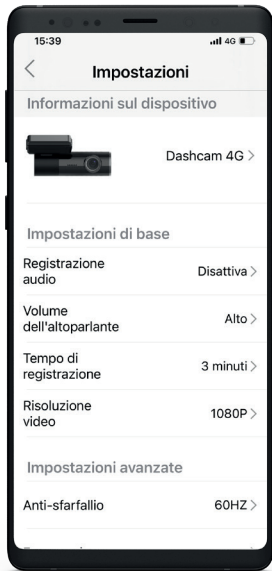 15:39
4G
Impostazioni
Informazioni sul dispositivo
Dashcam 4G >
Impostazioni di base
Registrazione
audio
Disattiva >
Volume
dell'altoparlante
Alto >
Tempo di
registrazione
3 minuti >
Risoluzione
video
1080P >
Impostazioni avanzate
Anti-sfarfallio
60HZ >